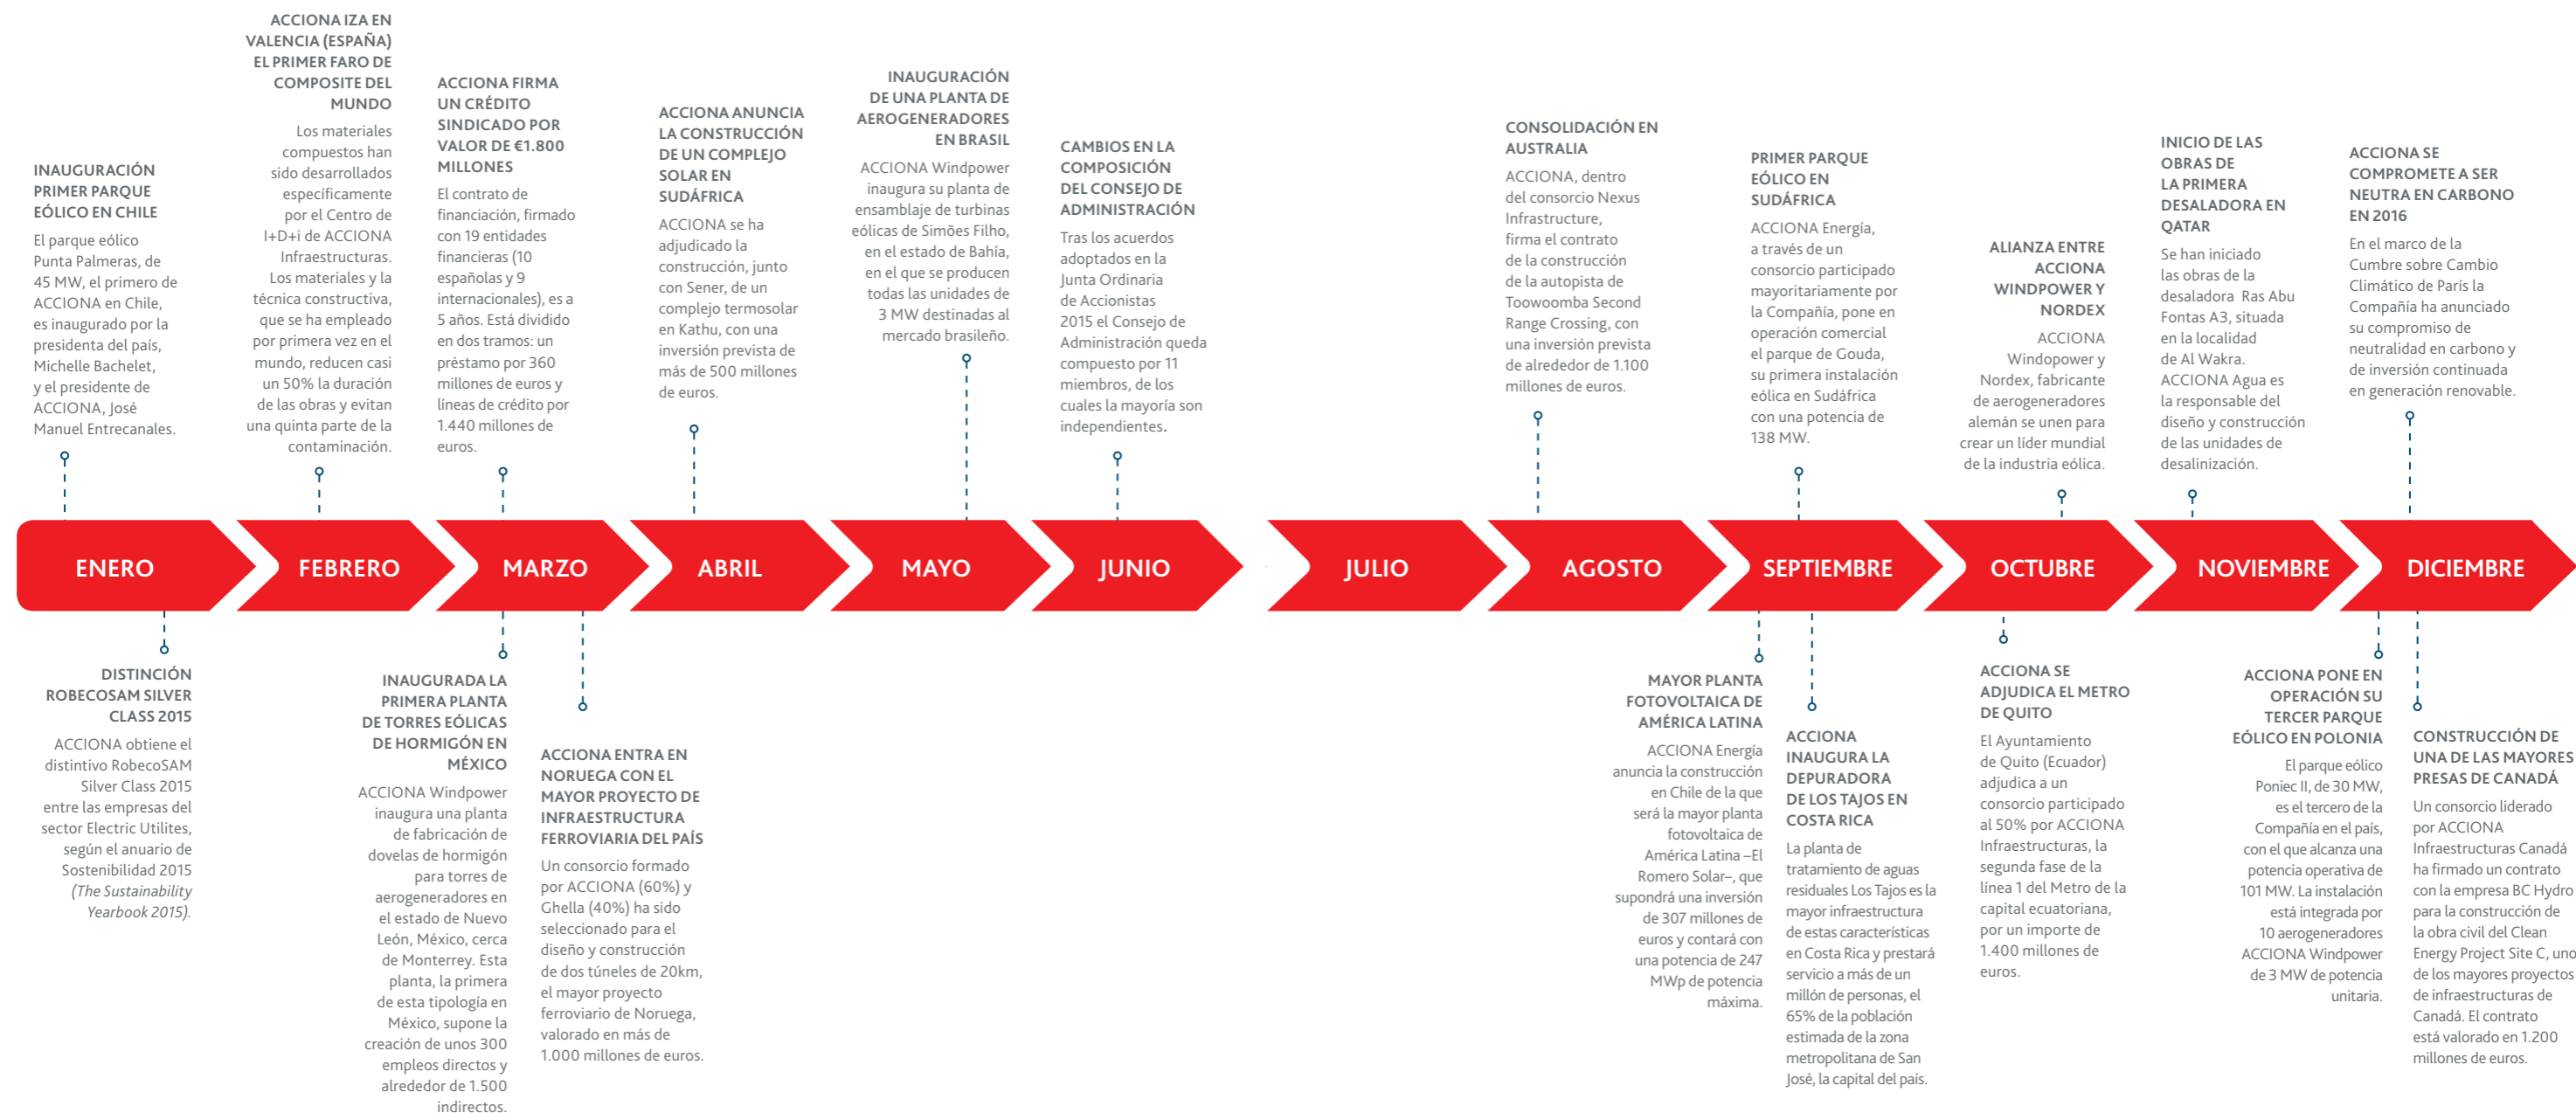 INAUGURACIÓN
PRIMER PARQUE
EÓLICO EN CHILE
El parque eólico
Punta Palmeras, de
45 MW, el primero de
ACCIONA en Chile,
es inaugurado por la
presidenta del país,
Michelle Bachelet,
y el presidente de
ACCIONA, José
Manuel Entrecanales.
ACCIONA IZA EN
VALENCIA (ESPAÑA)
EL PRIMER FARO DE
COMPOSITE DEL
MUNDO
Los materiales
compuestos han
sido desarrollados
específicamente
por el Centro de
I+D+i de ACCIONA
Infraestructuras.
Los materiales y la
técnica constructiva,
que se ha empleado
por primera vez en el
mundo, reducen casi
un 50% la duración
de las obras y evitan
una quinta parte de la
contaminación.
ACCIONA FIRMA
UN CRÉDITO
SINDICADO POR
VALOR DE €1.800
MILLONES
El contrato de
financiación, firmado
con 19 entidades
financieras (10
españolas y 9
internacionales), es a
5 años. Está dividido
en dos tramos: un
préstamo por 360
millones de euros y
líneas de crédito por
1.440 millones de
euros.
ACCIONA ANUNCIA
LA CONSTRUCCIÓN
DE UN COMPLEJO
SOLAR EN
SUDÁFRICA
ACCIONA se ha
adjudicado la
construcción, junto
con Sener, de un
complejo termosolar
en Kathu, con una
inversión prevista de
más de 500 millones
de euros.
INAUGURACIÓN
DE UNA PLANTA DE
AEROGENERADORES
EN BRASIL
ACCIONA Windpower
inaugura su planta de
ensamblaje de turbinas
eólicas de Simões Filho,
en el estado de Bahía,
en el que se producen
todas las unidades de
3 MW destinadas al
mercado brasileño.
CAMBIOS EN LA
COMPOSICIÓN
DEL CONSEJO DE
ADMINISTRACIÓN
Tras los acuerdos
adoptados en la
Junta Ordinaria
de Accionistas
2015 el Consejo de
Administración queda
compuesto por 11
miembros, de los
cuales la mayoría son
independientes.
CONSOLIDACIÓN EN
AUSTRALIA
ACCIONA, dentro
del consorcio Nexus
Infrastructure,
firma el contrato
de la construcción
de la autopista de
Toowoomba Second
Range Crossing, con
una inversión prevista
de alrededor de 1.100
millones de euros.
PRIMER PARQUE
EÓLICO EN
SUDÁFRICA
ACCIONA Energía,
a través de un
consorcio participado
mayoritariamente por
la Compañía, pone en
operación comercial
el parque de Gouda,
su primera instalación
eólica en Sudáfrica
con una potencia de
138 MW.
ALIANZA ENTRE
ACCIONA
WINDPOWER Y
NORDEX
ACCIONA
Windopower y
Nordex, fabricante
de aerogeneradores
alemán se unen para
crear un líder mundial
de la industria eólica.
INICIO DE LAS
OBRAS DE
LA PRIMERA
DESALADORA EN
QATAR
Se han iniciado
las obras de la
desaladora Ras Abu
Fontas A3, situada
en la localidad
de Al Wakra.
ACCIONA Agua es
la responsable del
diseño y construcción
de las unidades de
desalinización.
ACCIONA SE
COMPROMETE A SER
NEUTRA EN CARBONO
EN 2016
En el marco de la
Cumbre sobre Cambio
Climático de París la
Compañía ha anunciado
su compromiso de
neutralidad en carbono y
de inversión continuada
en generación renovable.
ENERO
FEBRERO
MARZO
ABRIL
MAYO
JUNIO
JULIO
AGOSTO
SEPTIEMBRE
OCTUBRE
NOVIEMBRE
DICIEMBRE
DISTINCIÓN
ROBECOSAM SILVER
CLASS 2015
ACCIONA obtiene el
distintivo RobecoSAM
Silver Class 2015
entre las empresas del
sector Electric Utilites,
según el anuario de
Sostenibilidad 2015
(The Sustainability
Yearbook 2015).
INAUGURADA LA
PRIMERA PLANTA
DE TORRES EÓLICAS
DE HORMIGÓN EN
MÉXICO
ACCIONA Windpower
inaugura una planta
de fabricación de
dovelas de hormigón
para torres de
aerogeneradores en
el estado de Nuevo
León, México, cerca
de Monterrey. Esta
planta, la primera
de esta tipología en
México, supone la
creación de unos 300
empleos directos y
alrededor de 1.500
indirectos.
ACCIONA ENTRA EN
NORUEGA CON EL
MAYOR PROYECTO DE
INFRAESTRUCTURA
FERROVIARIA DEL PAÍS
Un consorcio formado
por ACCIONA (60%) y
Ghella (40%) ha sido
seleccionado para el
diseño y construcción
de dos túneles de 20km,
el mayor proyecto
ferroviario de Noruega,
valorado en más de
1.000 millones de euros.
MAYOR PLANTA
FOTOVOLTAICA DE
AMÉRICA LATINA
ACCIONA Energía
anuncia la construcción
en Chile de la que
será la mayor planta
fotovoltaica de
América Latina –El
Romero Solar–, que
supondrá una inversión
de 307 millones de
euros y contará con
una potencia de 247
MWp de potencia
máxima.
ACCIONA
INAUGURA LA
DEPURADORA
DE LOS TAJOS EN
COSTA RICA
La planta de
tratamiento de aguas
residuales Los Tajos es la
mayor infraestructura
de estas características
en Costa Rica y prestará
servicio a más de un
millón de personas, el
65% de la población
estimada de la zona
metropolitana de San
José, la capital del país.
ACCIONA SE
ADJUDICA EL METRO
DE QUITO
El Ayuntamiento
de Quito (Ecuador)
adjudica a un
consorcio participado
al 50% por ACCIONA
Infraestructuras, la
segunda fase de la
línea 1 del Metro de la
capital ecuatoriana,
por un importe de
1.400 millones de
euros.
ACCIONA PONE EN
OPERACIÓN SU
TERCER PARQUE
EÓLICO EN POLONIA
El parque eólico
Poniec II, de 30 MW,
es el tercero de la
Compañía en el país,
con el que alcanza una
potencia operativa de
101 MW. La instalación
está integrada por
10 aerogeneradores
ACCIONA Windpower
de 3 MW de potencia
unitaria.
CONSTRUCCIÓN DE
UNA DE LAS MAYORES
PRESAS DE CANADÁ
Un consorcio liderado
por ACCIONA
Infraestructuras Canadá
ha firmado un contrato
con la empresa BC Hydro
para la construcción de
la obra civil del Clean
Energy Project Site C, uno
de los mayores proyectos
de infraestructuras de
Canadá. El contrato
está valorado en 1.200
millones de euros.